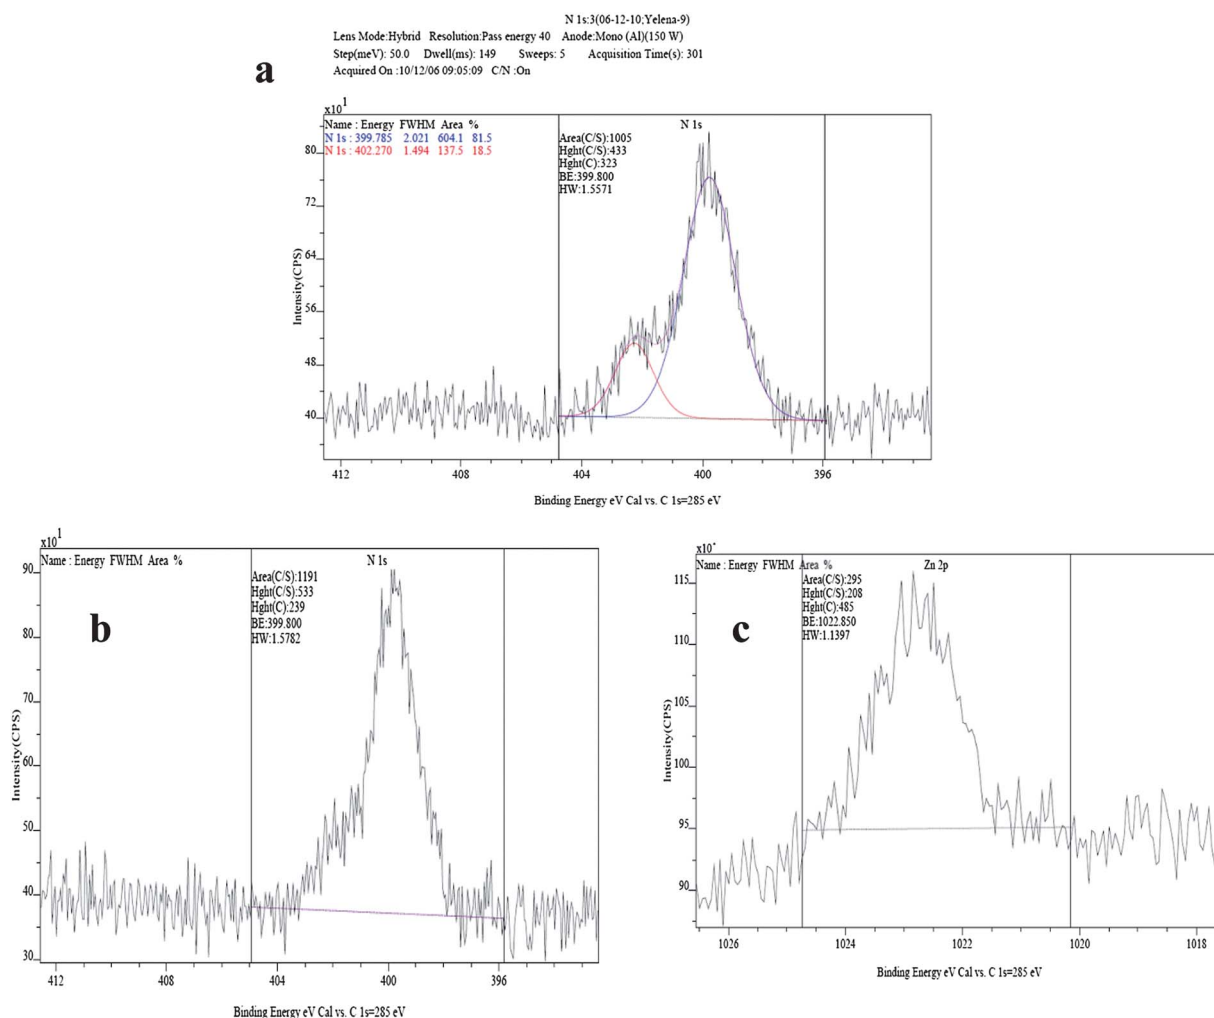 N 1s:3(06-12-10;Yelena-9)
Lens Mode:Hybrid Resolution:Pass energy 40 Anode:Mono (Al)(150 W)
Step(meV): 50.0 Dwell(ms): 149 Sweeps: 5 Acquisition Time(s): 301
Acquired On :10/12/06 09:05:09 C/N :On
a
x10¹
Name : Energy FWHM Area %
N 1s : 399.785 2.021 604.1 81.5
N 1s : 402.270 1.494 137.5 18.5
N 1s
Area(C/S):1005
Hght(C/S):433
Hght(C):323
BE:399.800
HW:1.5571
80
72
64
56
48
40
Intensity(CPS)
412 408 404 400 396
Binding Energy eV Cal vs. C 1s=285 eV
b
x10¹
Name : Energy FWHM Area %
N 1s
Area(C/S):1191
Hght(C/S):533
Hght(C):239
BE:399.800
HW:1.5782
90
80
70
60
50
40
30
Intensity(CPS)
412 408 404 400 396
Binding Energy eV Cal vs. C 1s=285 eV
c
Name : Energy FWHM Area %
Zn 2p
Area(C/S):295
Hght(C/S):208
Hght(C):485
BE:1022.850
HW:1.1397
115
110
105
100
95
90
Intensity(CPS)
1026 1024 1022 1020 1018
Binding Energy eV Cal vs. C 1s=285 eV